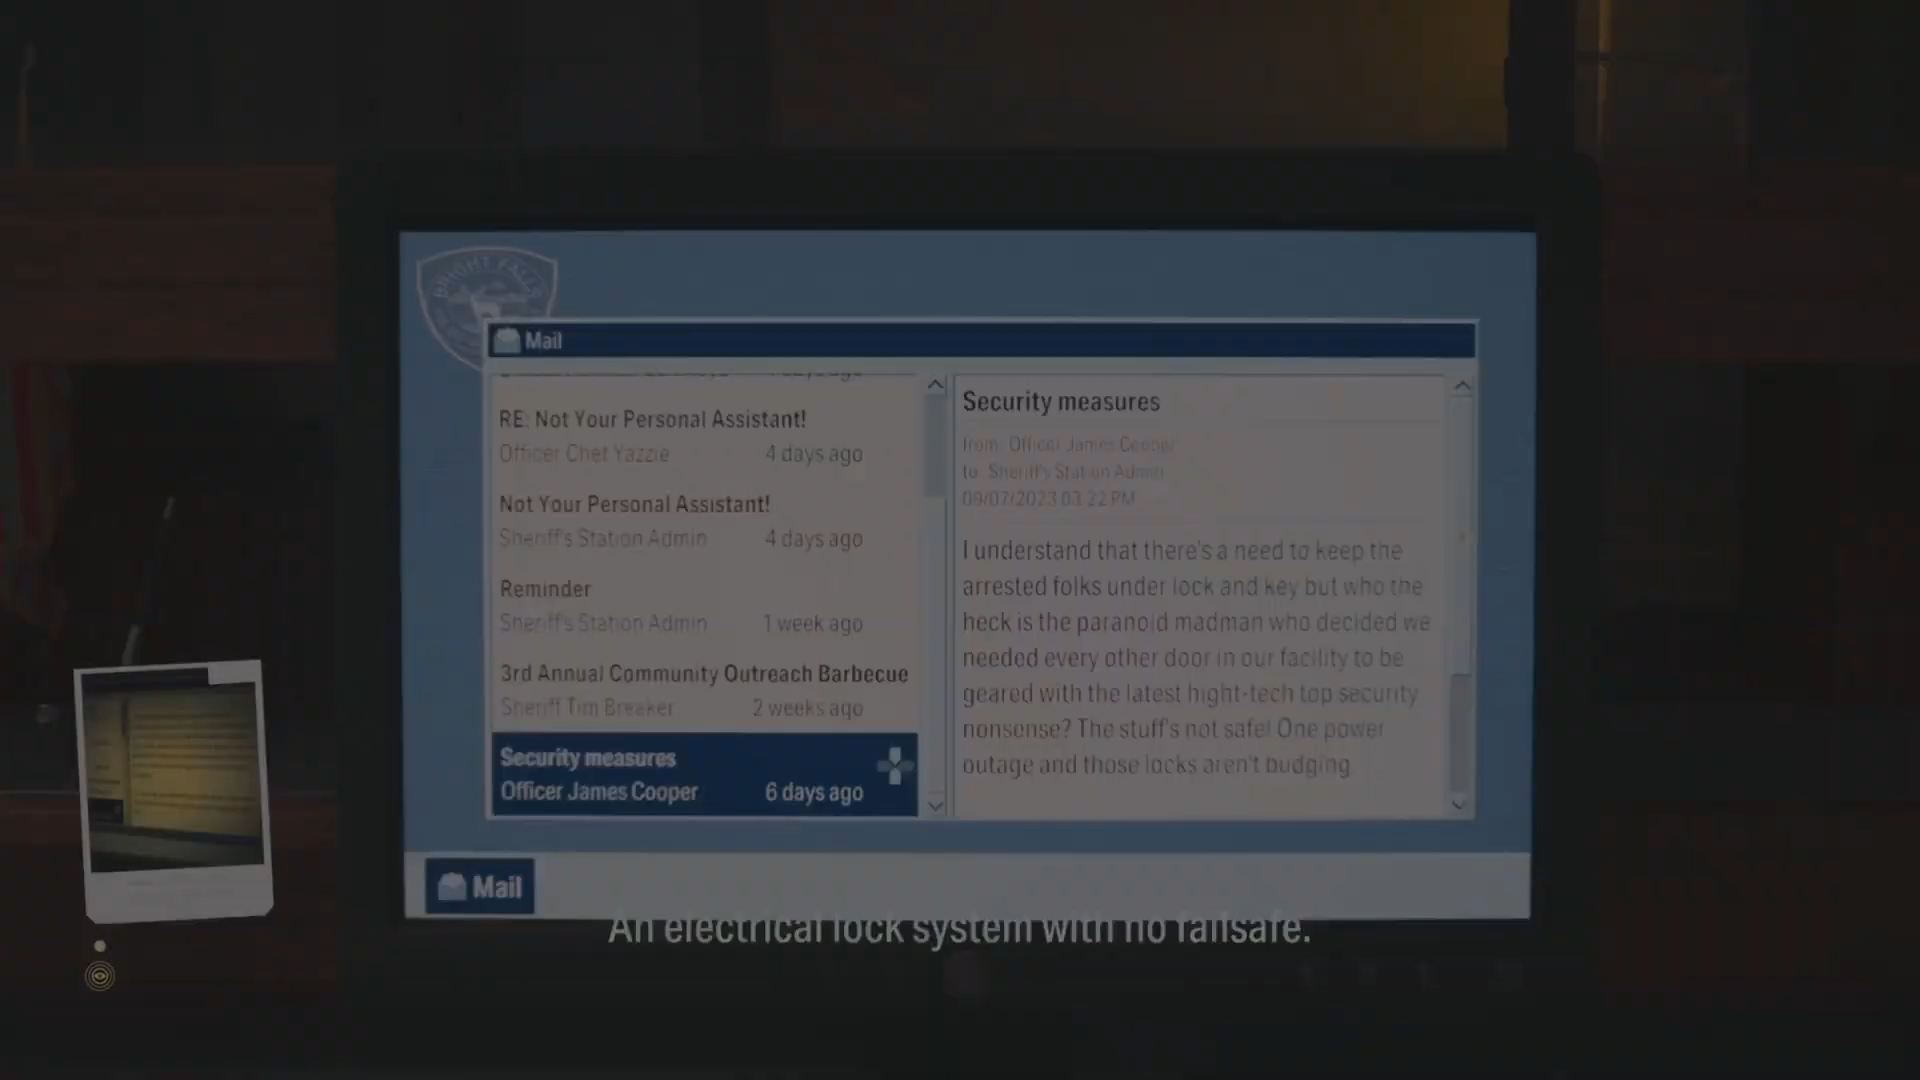 BRIGHT FALLS
Mail
RE: Not Your Personal Assistant!
Officer Chet Yazzie 4 days ago
Not Your Personal Assistant!
Sheriff's Station Admin 4 days ago
Reminder
Sheriff's Station Admin 1 week ago
3rd Annual Community Outreach Barbecue
Sheriff Tim Breaker 2 weeks ago
Security measures
Officer James Cooper 6 days ago
Security measures
from: Officer James Cooper
to: Sheriff's Station Admin
09/07/2023 03:22 PM
I understand that there's a need to keep the
arrested folks under lock and key but who the
heck is the paranoid madman who decided we
needed every other door in our facility to be
geared with the latest hight-tech top security
nonsense? The stuff's not safe! One power
outage and those locks aren't budging.
Mail
An electrical lock system with no failsafe.